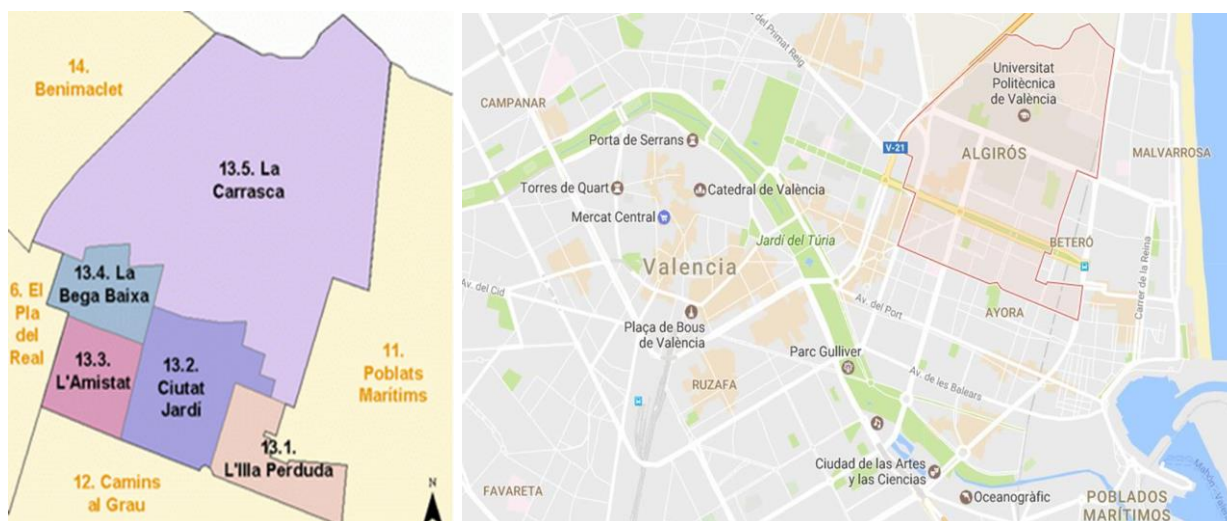 14.
Benimaclet
13.5. La
Carrasca
13.4. La
Bega Baixa
6. El
Pla
del
Real
13.3.
L'Amistat
13.2.
Ciutat
Jardí
11.
Poblats
Marítims
13.1.
L'Illa Perduda
12. Camins
al Grau
N
del Primat Reig
CAMPANAR
Universitat
Politècnica
de València
Porta de Serrans
V-21
ALGIRÓS
MALVARROSA
Torres de Quart
Catedral de València
Mercat Central
Jardí del Túria
BETERÓ
Valencia
Carrer de la Reina
Av. del Cid
Av. del Port
AYORA
Plaça de Bous
de València
Parc Gulliver
RUZAFA
Av. de les Balears
Ciudad de las Artes
y las Ciencias
FAVARETA
Oceanogràfic
POBLADOS
MARÍTIMOS